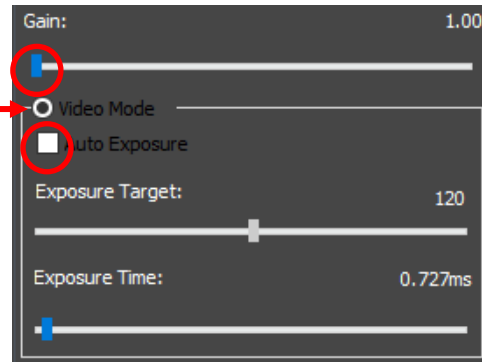 Gain: 1.00
Video Mode
Auto Exposure
Exposure Target: 120
Exposure Time: 0.727ms